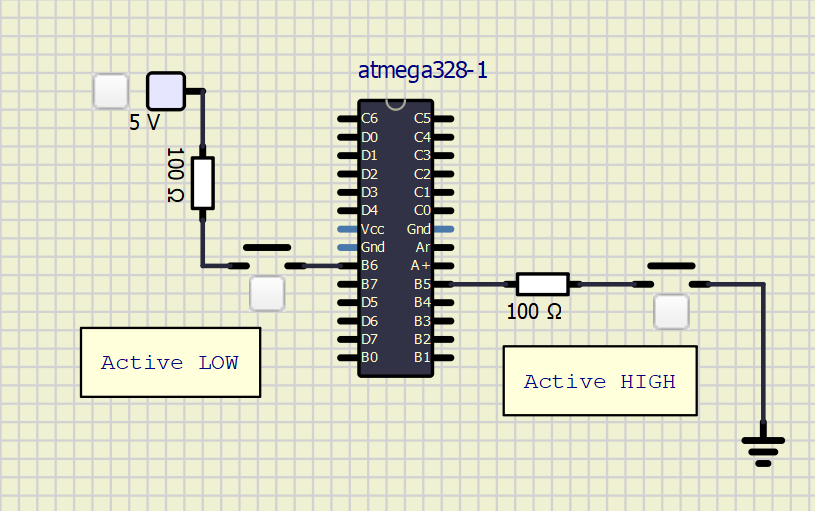 atmega328-1
5 V
100 Ω
C6 C5
D0 C4
D1 C3
D2 C2
D3 C1
D4 C0
Vcc Gnd
Gnd Ar
B6 A+
B7 B5
D5 B4
D6 B3
D7 B2
B0 B1
100 Ω
Active LOW
Active HIGH